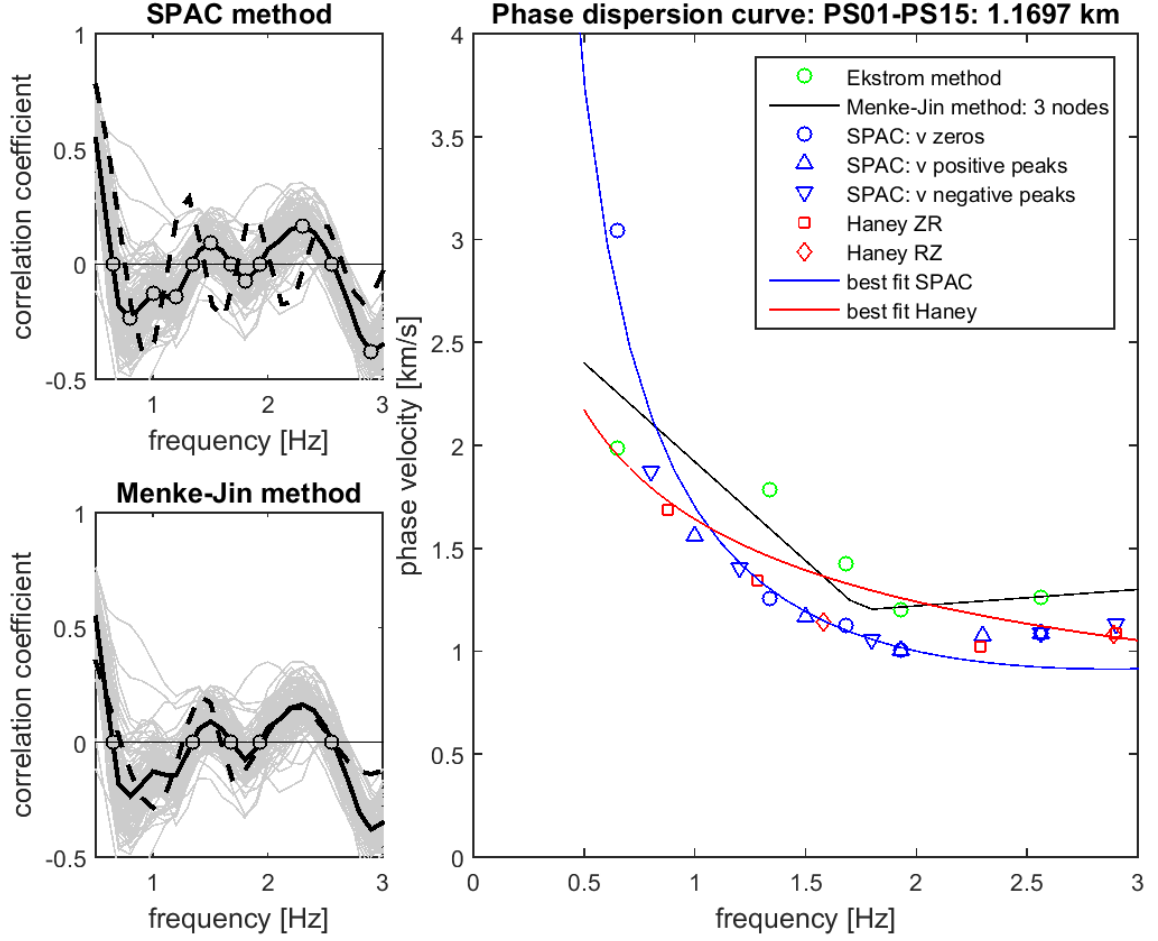 SPAC method
1
0.5
0
-0.5
1
2
3
correlation coefficient
frequency [Hz]
Menke-Jin method
1
0.5
0
-0.5
1
2
3
correlation coefficient
frequency [Hz]
Phase dispersion curve: PS01-PS15: 1.1697 km
4
3.5
3
2.5
2
1.5
1
0.5
0
0
0.5
1
1.5
2
2.5
3
phase velocity [km/s]
frequency [Hz]
Ekstrom method
Menke-Jin method: 3 nodes
SPAC: v zeros
SPAC: v positive peaks
SPAC: v negative peaks
Haney ZR
Haney RZ
best fit SPAC
best fit Haney